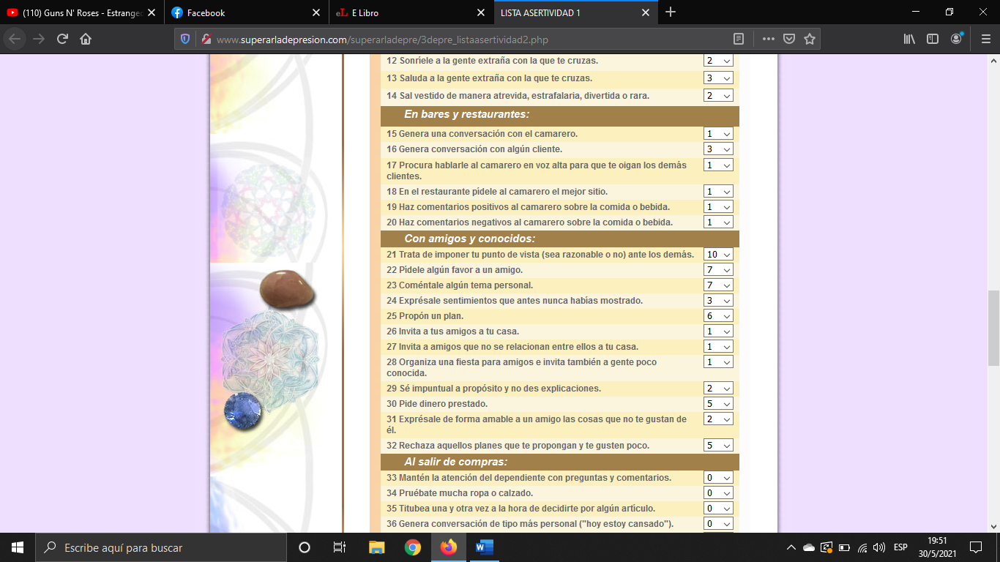 (110) Guns N' Roses - Estranged
Facebook
E Libro
LISTA ASERTIVIDAD 1
www.superarladepresion.com/superarladepre/3depre_listaasertividad2.php
12 Sonríele a la gente extraña con la que te cruzas. 2
13 Saluda a la gente extraña con la que te cruzas. 3
14 Sal vestido de manera atrevida, estrafalaria, divertida o rara. 2
En bares y restaurantes:
15 Genera una conversación con el camarero. 1
16 Genera conversación con algún cliente. 3
17 Procura hablarle al camarero en voz alta para que te oigan los demás 1
clientes.
18 En el restaurante pídele al camarero el mejor sitio. 1
19 Haz comentarios positivos al camarero sobre la comida o bebida. 1
20 Haz comentarios negativos al camarero sobre la comida o bebida. 1
Con amigos y conocidos:
21 Trata de imponer tu punto de vista (sea razonable o no) ante los demás. 10
22 Pídele algún favor a un amigo. 7
23 Coméntale algún tema personal. 7
24 Exprésale sentimientos que antes nunca habías mostrado. 3
25 Propón un plan. 6
26 Invita a tus amigos a tu casa. 1
27 Invita a amigos que no se relacionan entre ellos a tu casa. 1
28 Organiza una fiesta para amigos e invita también a gente poco 1
conocida.
29 Sé impuntual a propósito y no des explicaciones. 2
30 Pide dinero prestado. 5
31 Exprésale de forma amable a un amigo las cosas que no te gustan de 2
él.
32 Rechaza aquellos planes que te propongan y te gusten poco. 5
Al salir de compras:
33 Mantén la atención del dependiente con preguntas y comentarios. 0
34 Pruébate mucha ropa o calzado. 0
35 Titubea una y otra vez a la hora de decidirte por algún artículo. 0
36 Genera conversación de tipo más personal ("hoy estoy cansado"). 0
Escribe aquí para buscar
ESP
19:51
30/5/2021